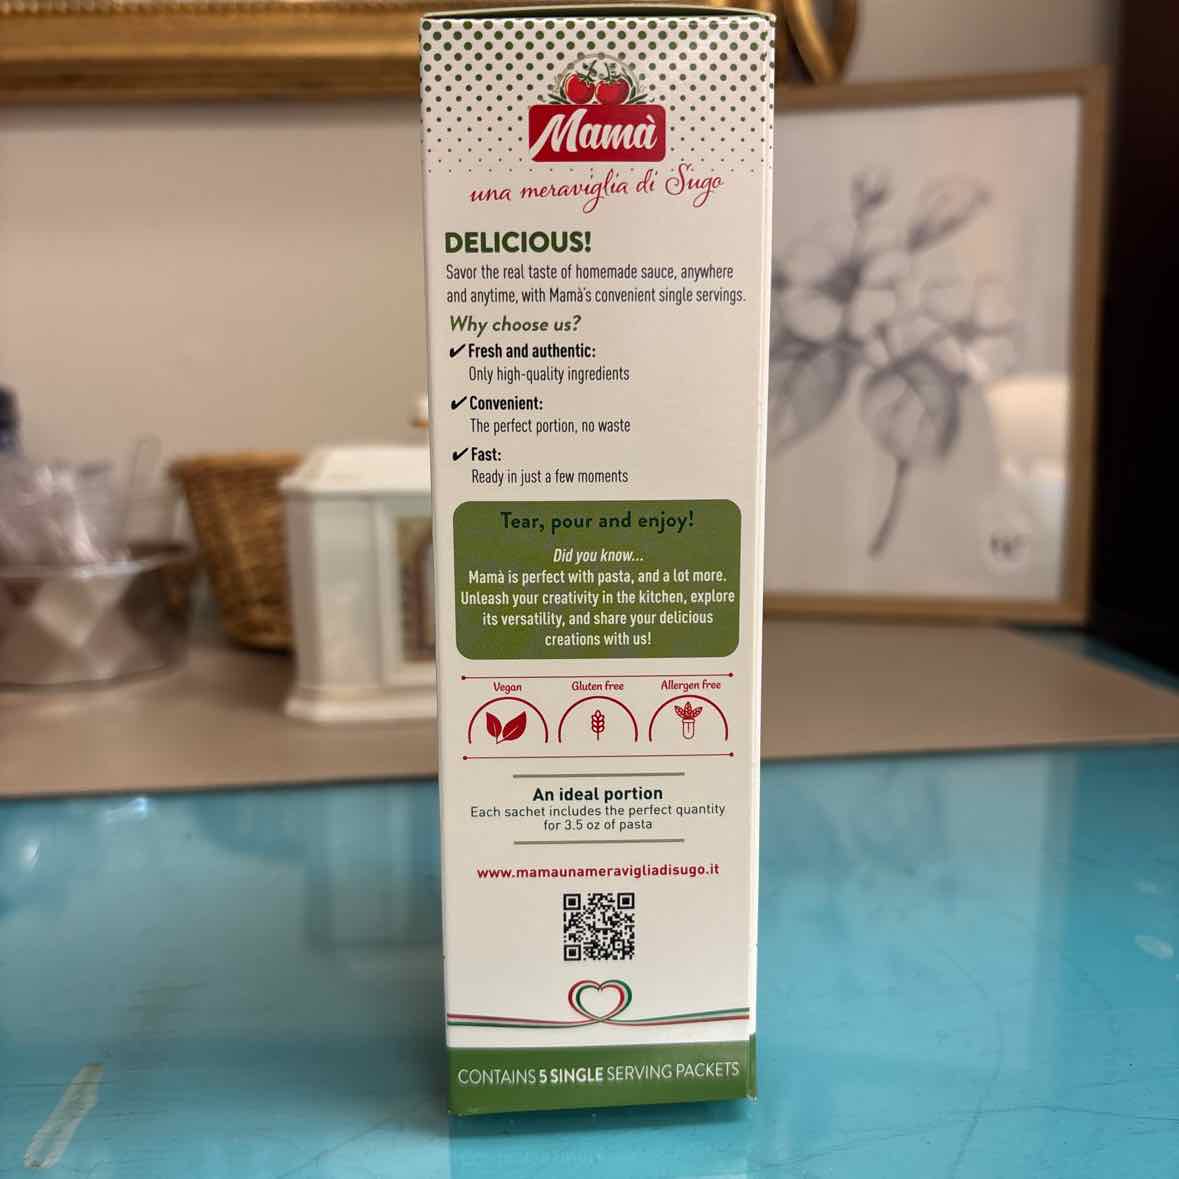 Mamà
una meraviglia di Sugo
DELICIOUS!
Savor the real taste of homemade sauce, anywhere
and anytime, with Mamà's convenient single servings.
Why choose us?
✔ Fresh and authentic:
Only high-quality ingredients
✔ Convenient:
The perfect portion, no waste
✔ Fast:
Ready in just a few moments
Tear, pour and enjoy!
Did you know...
Mamà is perfect with pasta, and a lot more.
Unleash your creativity in the kitchen, explore
its versatility, and share your delicious
creations with us!
Vegan Gluten free Allergen free
An ideal portion
Each sachet includes the perfect quantity
for 3.5 oz of pasta
www.mamaunameravigliadisugo.it
CONTAINS 5 SINGLE SERVING PACKETS